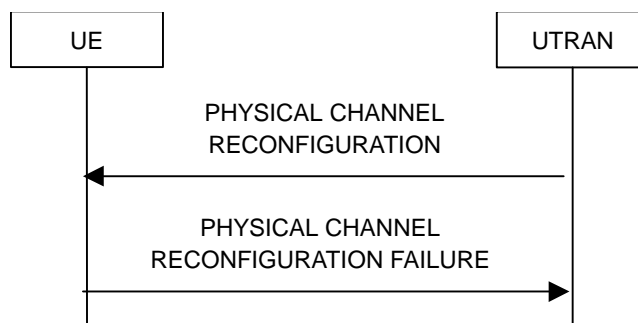 UE
UTRAN
PHYSICAL CHANNEL
RECONFIGURATION
PHYSICAL CHANNEL
RECONFIGURATION FAILURE